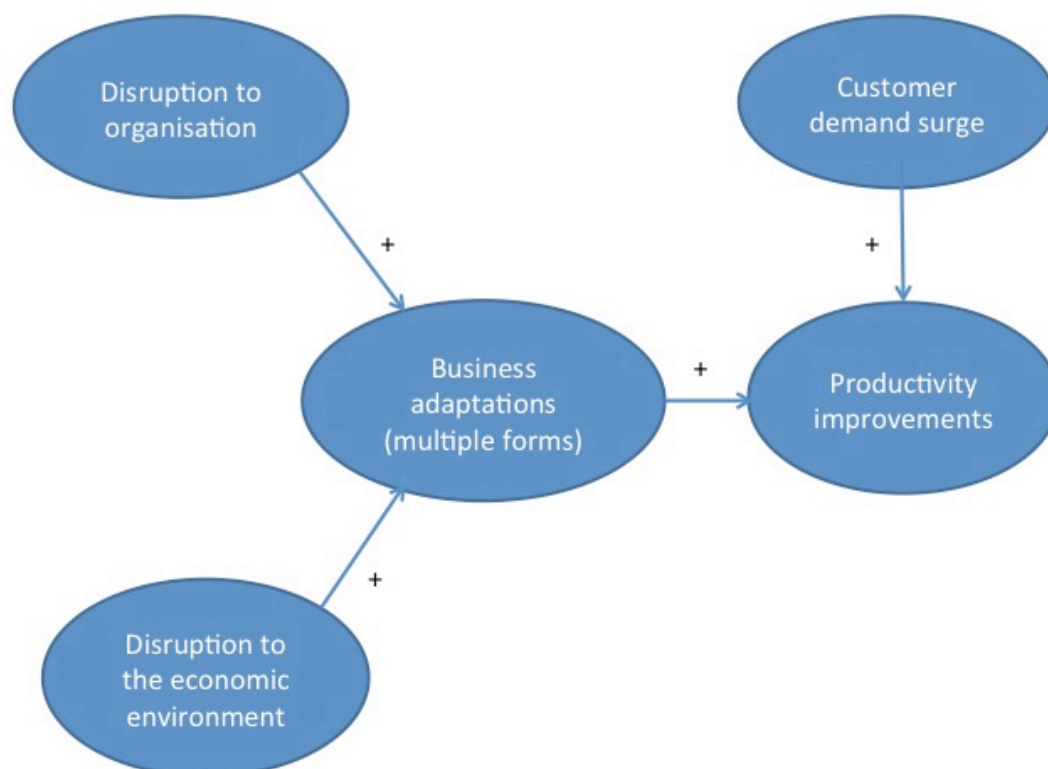 Disruption to
organisation
Customer
demand surge
+
+
Business
adaptations
(multiple forms)
+
Productivity
improvements
+
Disruption to
the economic
environment